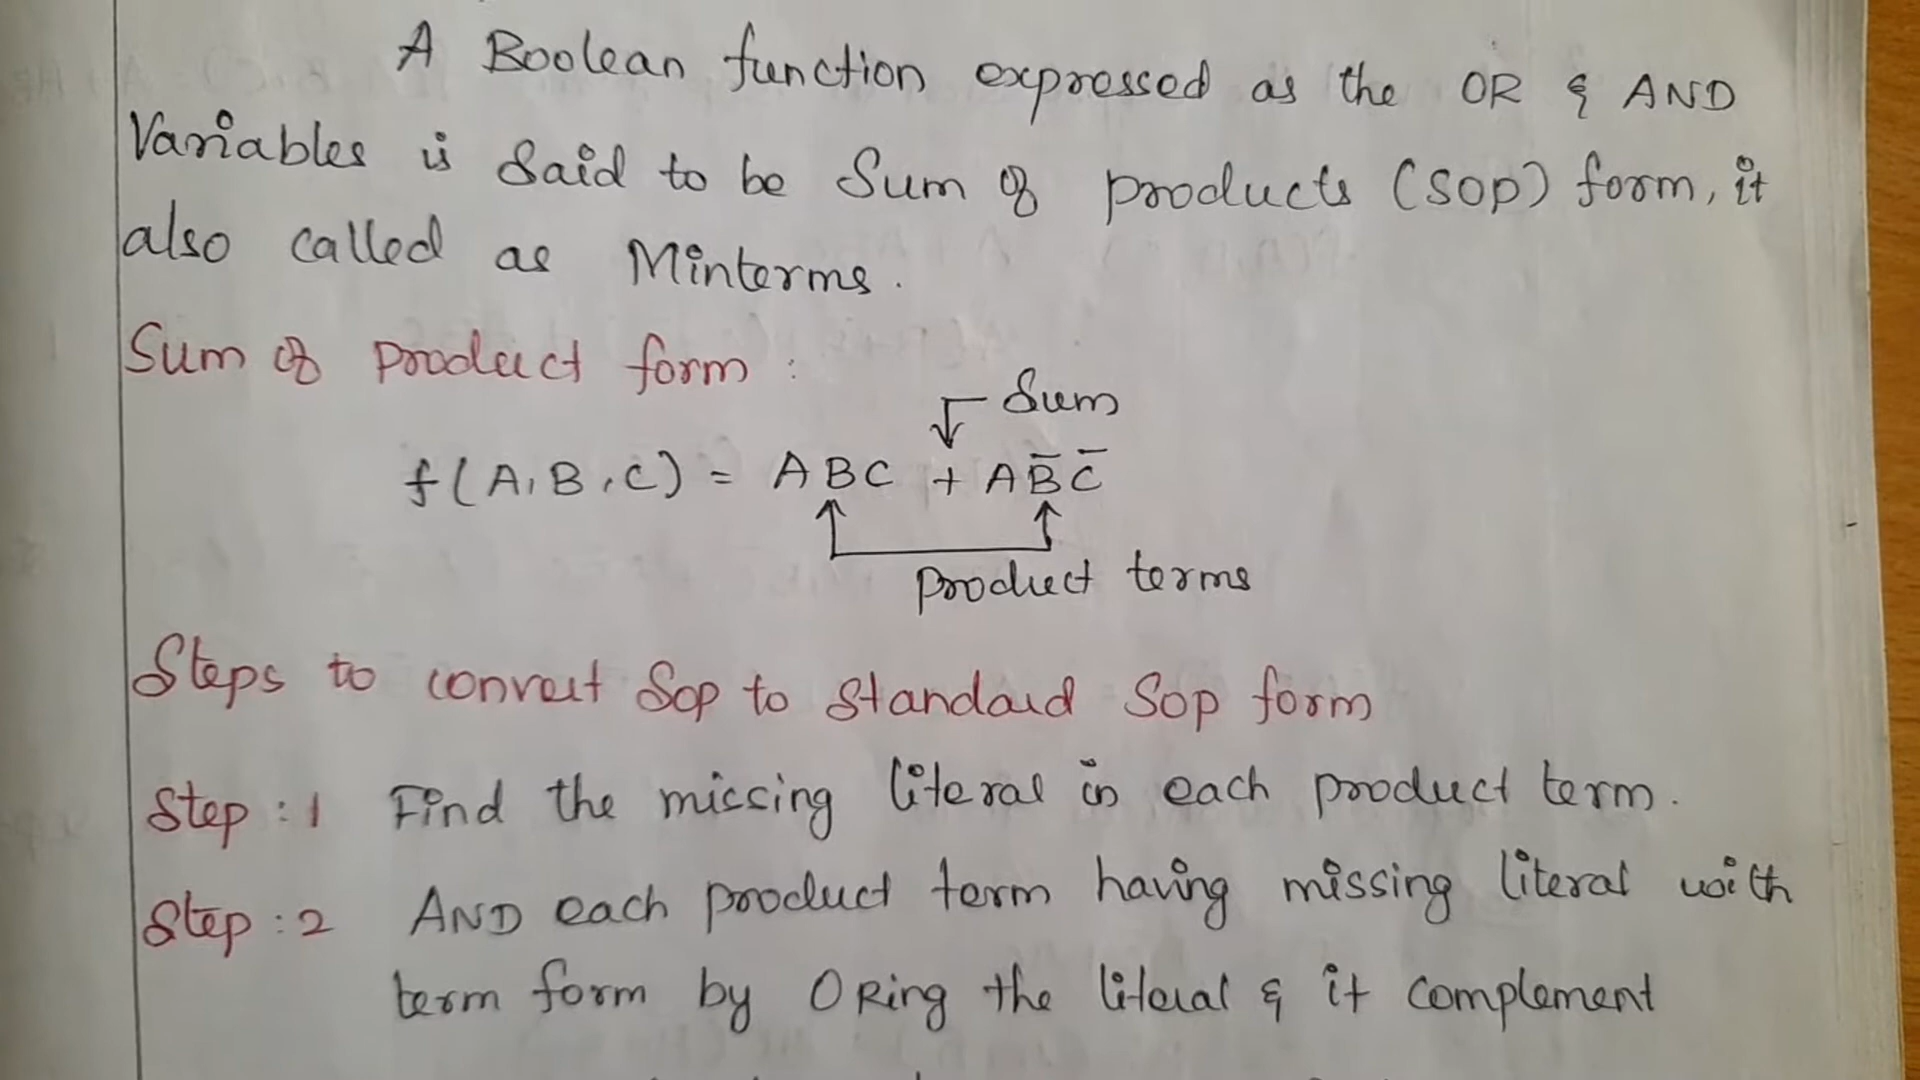 A Boolean function expressed as the OR & AND
Variables is said to be Sum of products (SOP) form, it
also called as Minterms.
Sum of product form :
Sum
f(A,B,C) = ABC + AB̅C̅
product terms
Steps to convert Sop to standard Sop form
Step : 1 Find the missing literal in each product term.
Step : 2 AND each product term having missing literal with
term form by ORing the literal & it complement